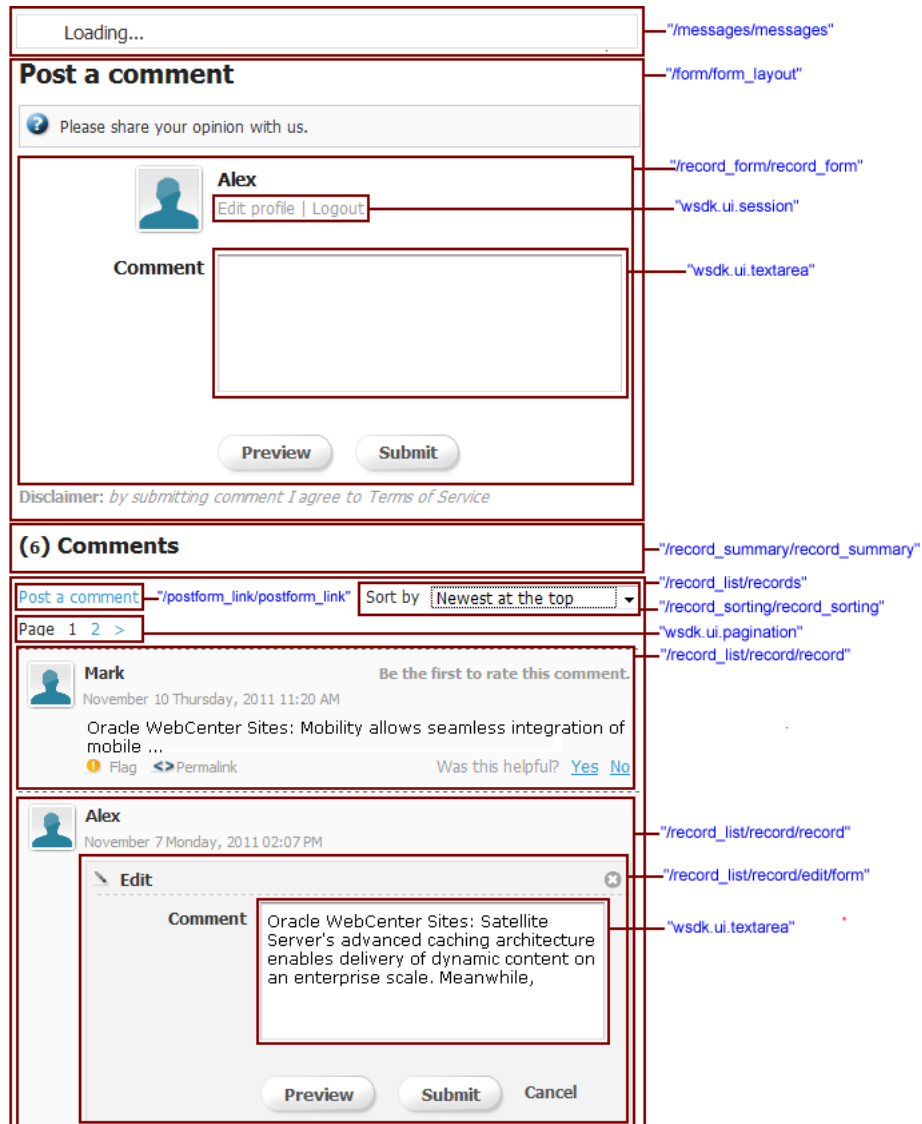 Loading...
"/messages/messages"
Post a comment
"/form/form_layout"
Please share your opinion with us.
"/record_form/record_form"
Alex
Edit profile | Logout
"wsdk.ui.session"
Comment
"wsdk.ui.textarea"
Preview
Submit
Disclaimer: by submitting comment I agree to Terms of Service
(6) Comments
"/record_summary/record_summary"
"/record_list/records"
Post a comment
"/postform_link/postform_link"
Sort by Newest at the top
"/record_sorting/record_sorting"
Page 1 2 >
"wsdk.ui.pagination"
"/record_list/record/record"
Mark
Be the first to rate this comment.
November 10 Thursday, 2011 11:20 AM
Oracle WebCenter Sites: Mobility allows seamless integration of
mobile ...
Flag <>Permalink
Was this helpful? Yes No
Alex
"/record_list/record/record"
November 7 Monday, 2011 02:07 PM
Edit
"/record_list/record/edit/form"
Comment
Oracle WebCenter Sites: Satellite
Server's advanced caching architecture
enables delivery of dynamic content on
an enterprise scale. Meanwhile,
"wsdk.ui.textarea"
Preview
Submit
Cancel